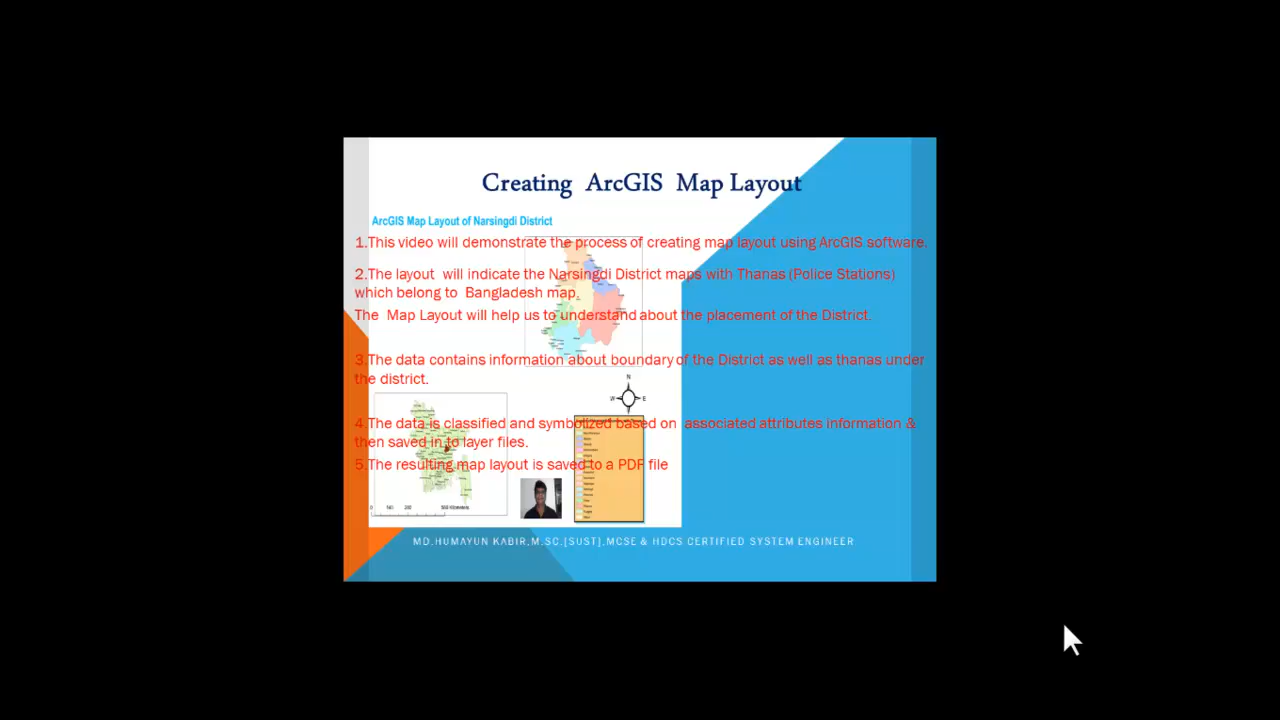 Creating ArcGIS Map Layout
ArcGIS Map Layout of Narsingdi District
1.This video will demonstrate the process of creating map layout using ArcGIS software.
2.The layout will indicate the Narsingdi District maps with Thanas (Police Stations)
which belong to Bangladesh map.
The Map Layout will help us to understand about the placement of the District.
3.The data contains information about boundary of the District as well as thanas under
the district.
N
W E
4.The data is classified and symbolized based on associated attributes information &
then saved in to layer files.
5.The resulting map layout is saved to a PDF file
MD.HUMAYUN KABIR,M.SC.[SUST],MCSE & HDCS CERTIFIED SYSTEM ENGINEER